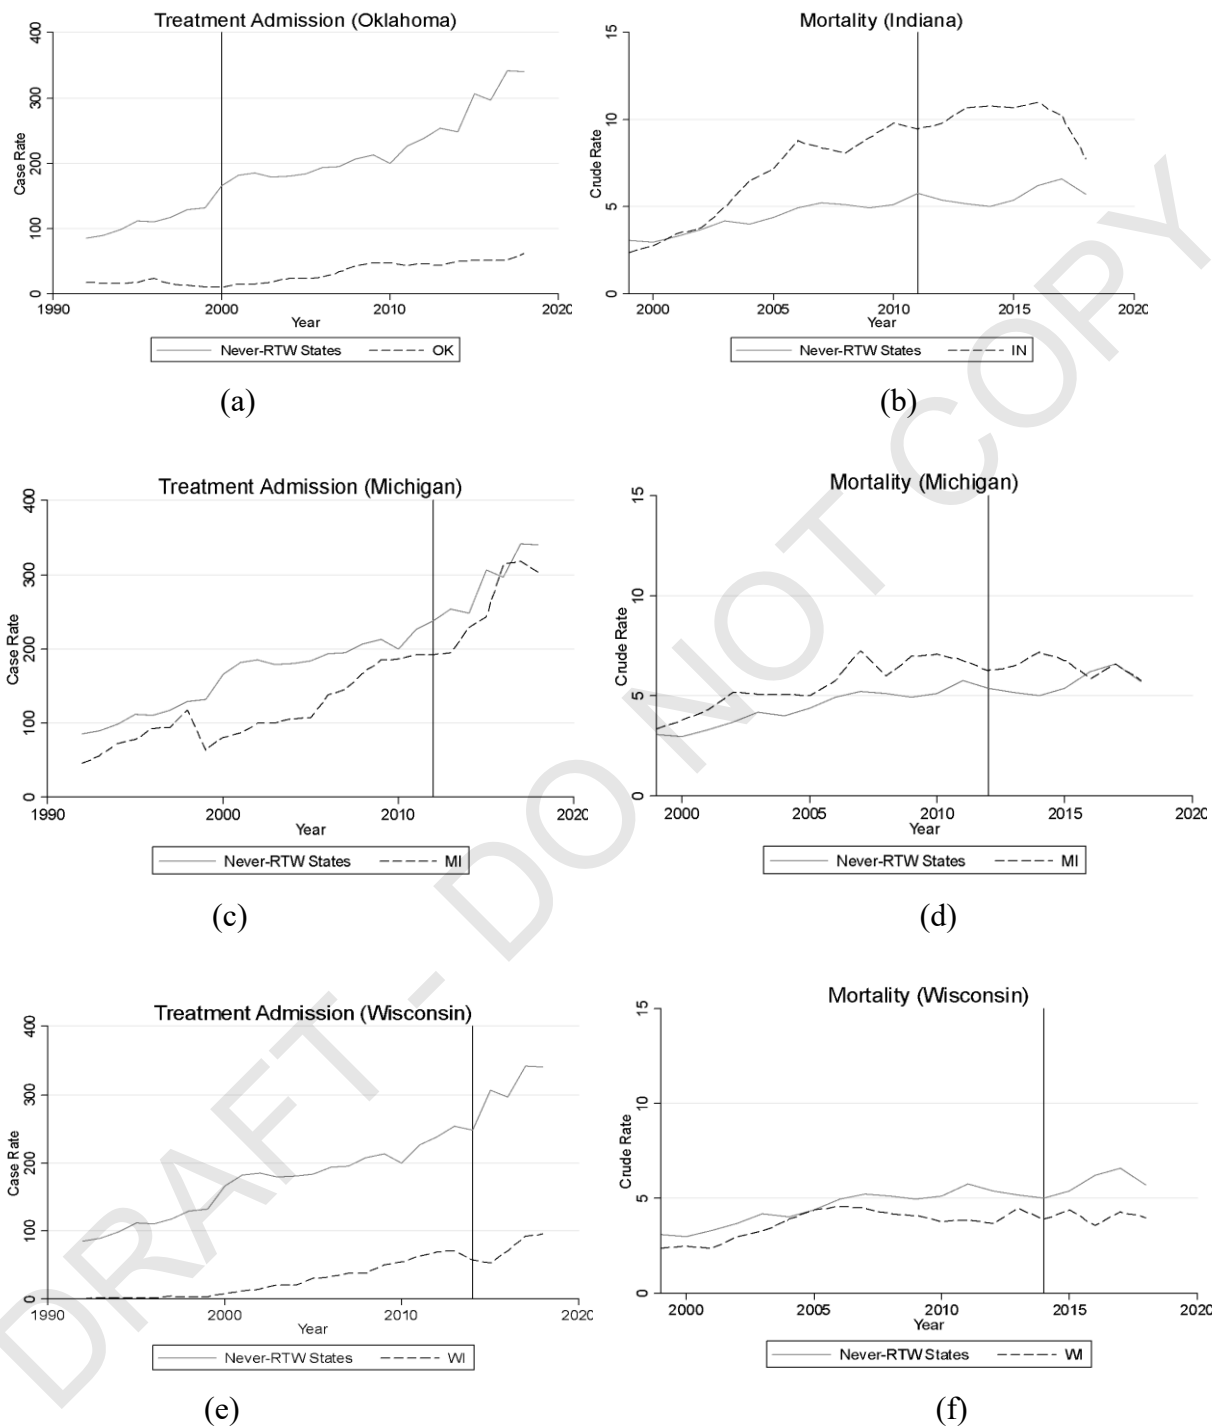 Treatment Admission (Oklahoma)
400
300
200
100
0
Case Rate
1990
2000
2010
2020
Year
Never-RTW States
OK
(a)
Mortality (Indiana)
15
10
5
0
Crude Rate
2000
2005
2010
2015
2020
Year
Never-RTW States
IN
(b)
Treatment Admission (Michigan)
400
300
200
100
0
Case Rate
1990
2000
2010
2020
Year
Never-RTW States
MI
(c)
Mortality (Michigan)
15
10
5
0
Crude Rate
2000
2005
2010
2015
2020
Year
Never-RTW States
MI
(d)
Treatment Admission (Wisconsin)
400
300
200
100
0
Case Rate
1990
2000
2010
2020
Year
Never-RTW States
WI
(e)
Mortality (Wisconsin)
15
10
5
0
Crude Rate
2000
2005
2010
2015
2020
Year
Never-RTW States
WI
(f)
DRAFT - DO NOT COPY